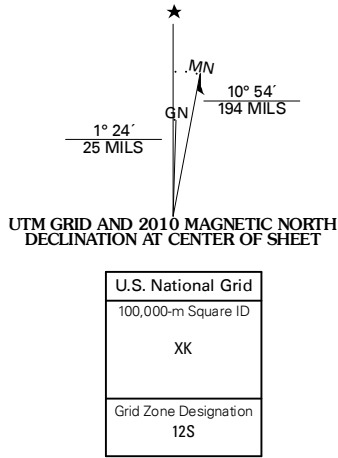 MN
10° 54´
194 MILS
GN
1° 24´
25 MILS
UTM GRID AND 2010 MAGNETIC NORTH
DECLINATION AT CENTER OF SHEET
U.S. National Grid
100,000-m Square ID
XK
Grid Zone Designation
12S